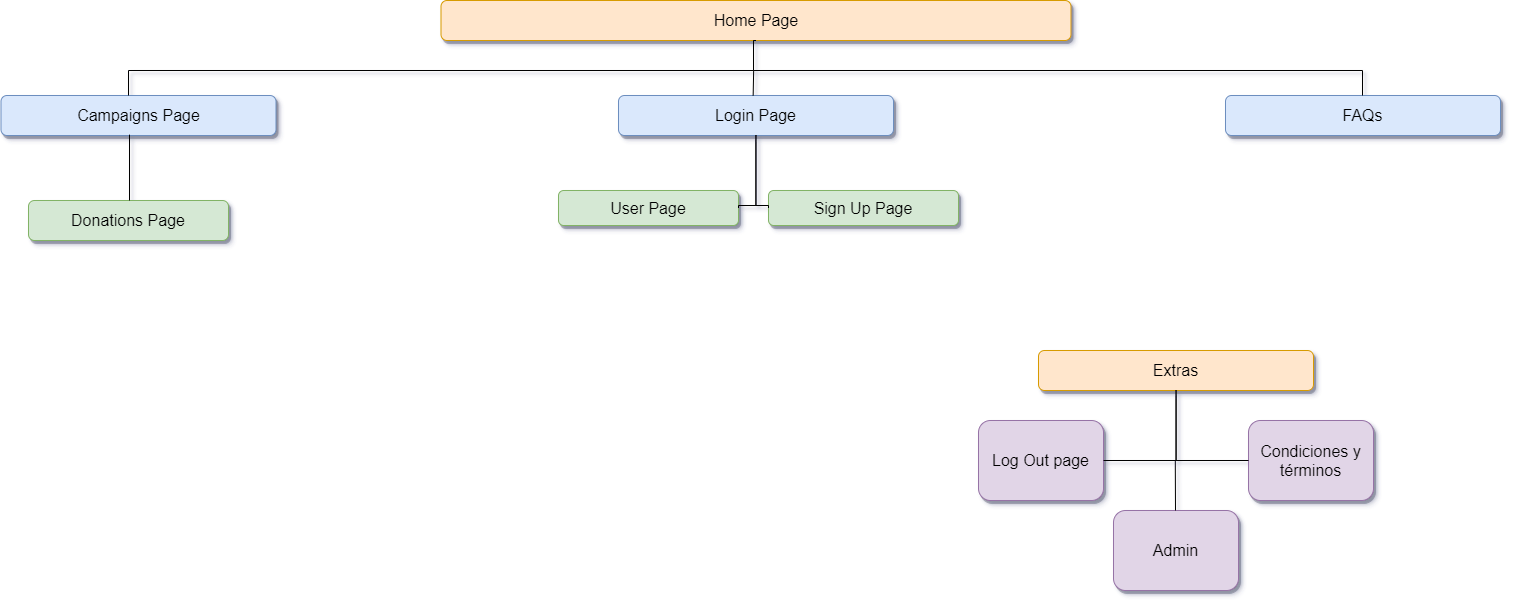 Home Page
Campaigns Page
Login Page
FAQs
Donations Page
User Page
Sign Up Page
Extras
Log Out page
Condiciones y
términos
Admin